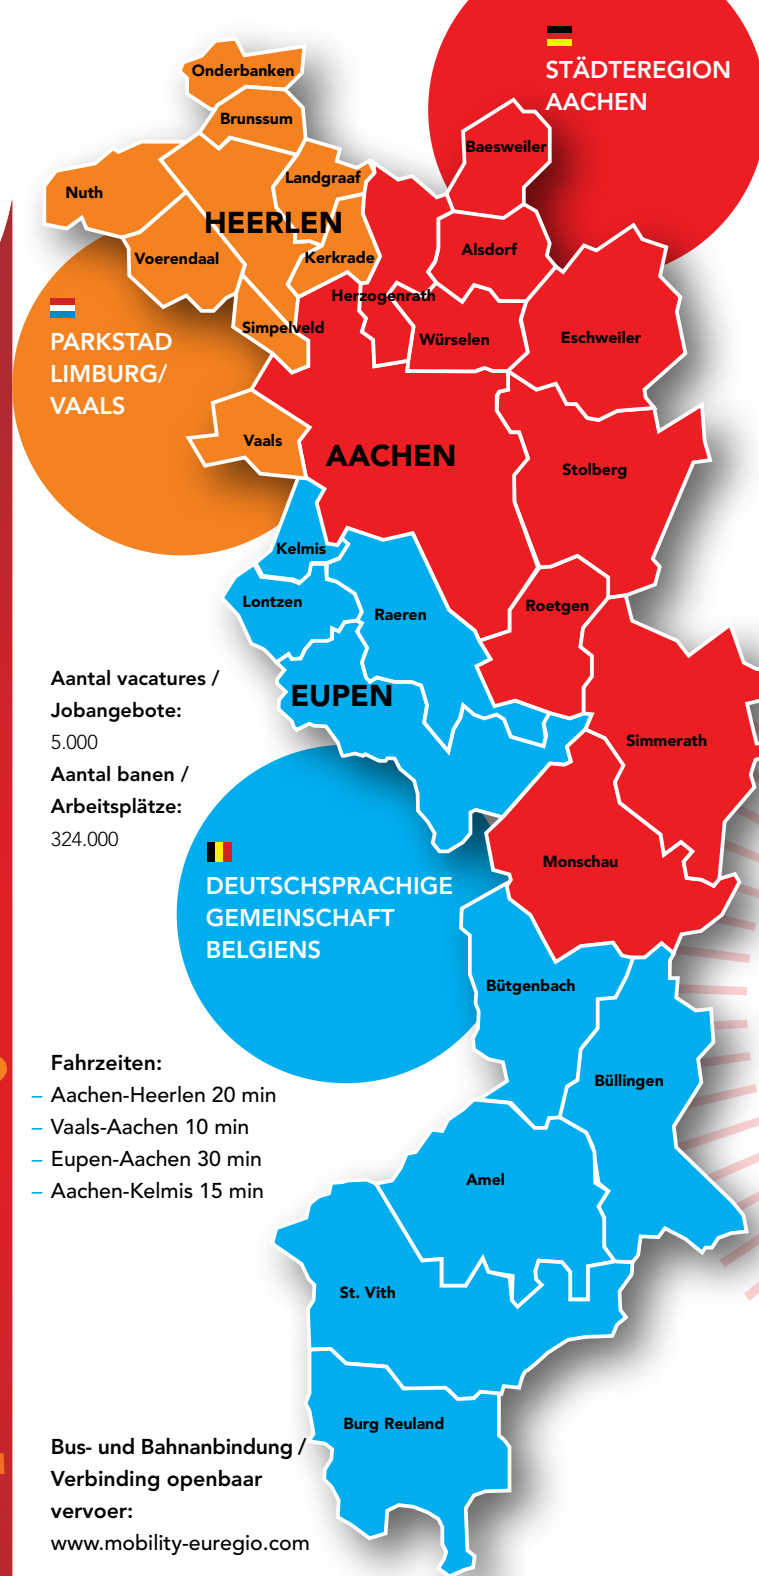 STÄDTEREGION
AACHEN
Onderbanken
Brunssum
Baesweiler
Landgraaf
Nuth
HEERLEN
Alsdorf
Voerendaal
Kerkrade
Herzogenrath
Simpelveld
Würselen
Eschweiler
PARKSTAD
LIMBURG/
VAALS
Vaals
AACHEN
Stolberg
Kelmis
Lontzen
Raeren
Roetgen
EUPEN
Simmerath
Monschau
Aantal vacatures /
Jobangebote:
5.000
Aantal banen /
Arbeitsplätze:
324.000
DEUTSCHSPRACHIGE
GEMEINSCHAFT
BELGIENS
Bütgenbach
Büllingen
Fahrzeiten:
– Aachen-Heerlen 20 min
– Vaals-Aachen 10 min
– Eupen-Aachen 30 min
– Aachen-Kelmis 15 min
Amel
St. Vith
Burg Reuland
Bus- und Bahnanbindung /
Verbinding openbaar
vervoer:
www.mobility-euregio.com